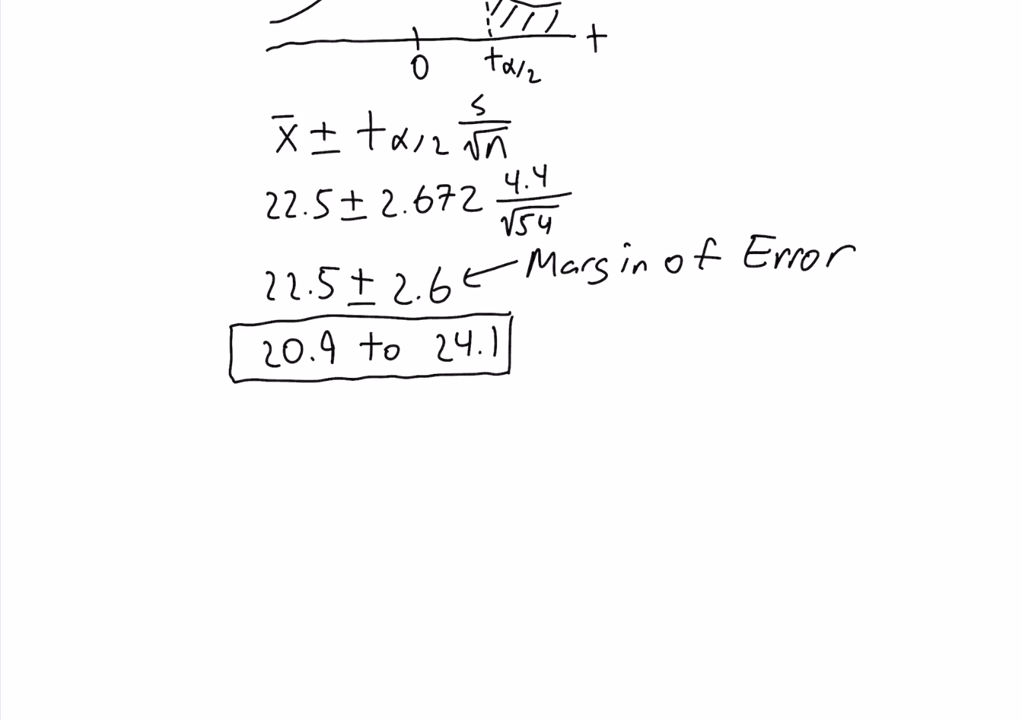 0 tα/2 t
x̄ ± tα/2 s/√n
22.5 ± 2.672 4.4/√54
22.5 ± 2.6 ← Margin of Error
20.9 to 24.1